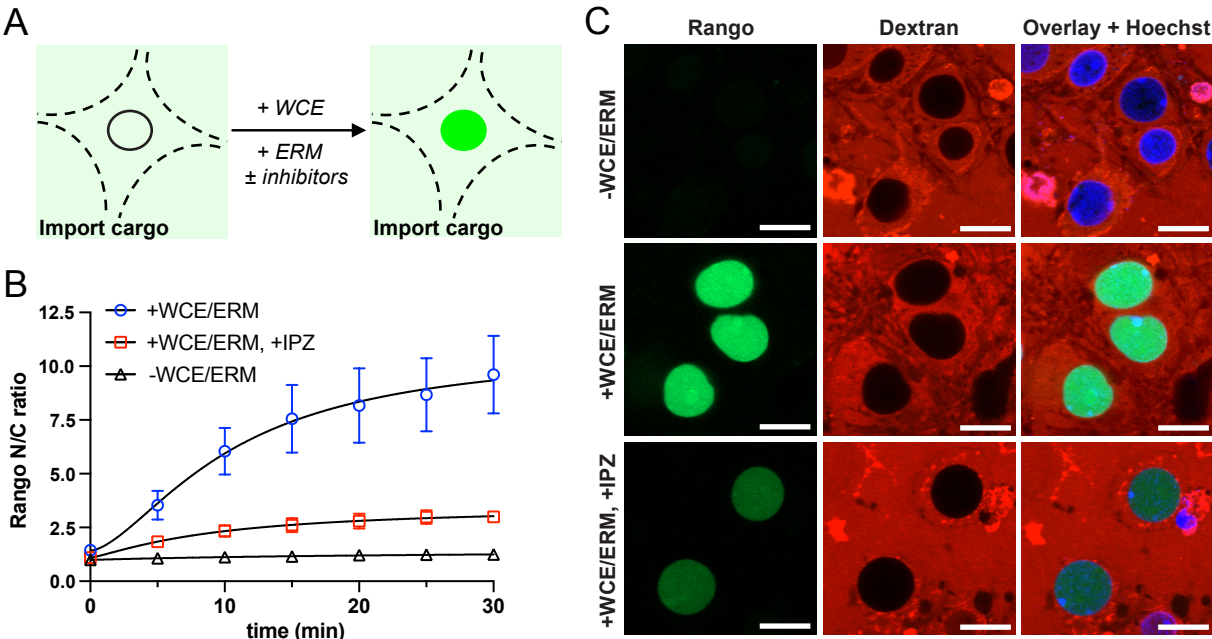 A
+ WCE
+ ERM
± inhibitors
Import cargo
Import cargo
B
Rango N/C ratio
12.5
10.0
7.5
5.0
2.5
0.0
0
10
20
30
time (min)
+WCE/ERM
+WCE/ERM, +IPZ
-WCE/ERM
C
Rango
Dextran
Overlay + Hoechst
-WCE/ERM
+WCE/ERM
+WCE/ERM, +IPZ